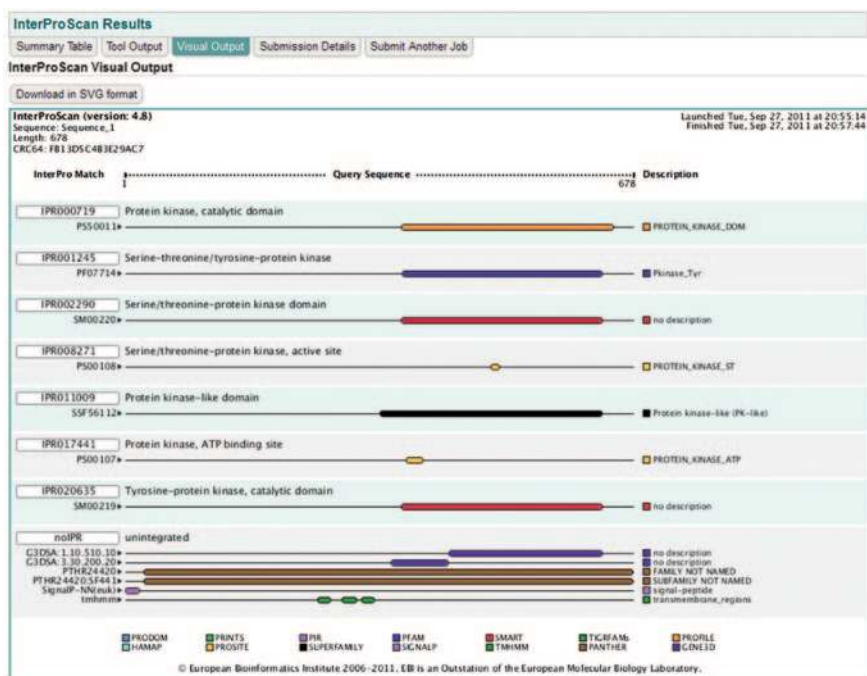 InterProScan Results
Summary Table Tool Output Visual Output Submission Details Submit Another Job
InterProScan Visual Output
Download in SVG format
InterProScan (version: 4.8)
Sequence: Sequence_1
Length: 678
CRC64: FB13D5C4B3E29AC7
Launched Tue, Sep 27, 2011 at 20:55:14
Finished Tue, Sep 27, 2011 at 20:57:44
InterPro Match Query Sequence Description
1 678
IPR000719 Protein kinase, catalytic domain
PS50011 PROTEIN_KINASE_DOM
IPR001245 Serine-threonine/tyrosine-protein kinase
PF07714 Pkinase_Tyr
IPR002290 Serine/threonine-protein kinase domain
SM00220 no description
IPR008271 Serine/threonine-protein kinase, active site
PS00108 PROTEIN_KINASE_ST
IPR011009 Protein kinase-like domain
SSF56112 Protein kinase-like (PK-like)
IPR017441 Protein kinase, ATP binding site
PS00107 PROTEIN_KINASE_ATP
IPR020635 Tyrosine-protein kinase, catalytic domain
SM00219 no description
noIPR unintegrated
G3DSA:1.10.510.10 no description
G3DSA:3.30.200.20 no description
PTHR24420 FAMILY NOT NAMED
PTHR24420:SF441 SUBFAMILY NOT NAMED
SignalP-NN(euk) signal-peptide
tmhmm transmembrane_regions
PRODOM PRINTS PIR PFAM SMART TIGRFAMs PROFILE
HAMAP PROSITE SUPERFAMILY SIGNALP TMHMM PANTHER GENE3D
© European Bioinformatics Institute 2006-2011. EBI is an Outstation of the European Molecular Biology Laboratory.